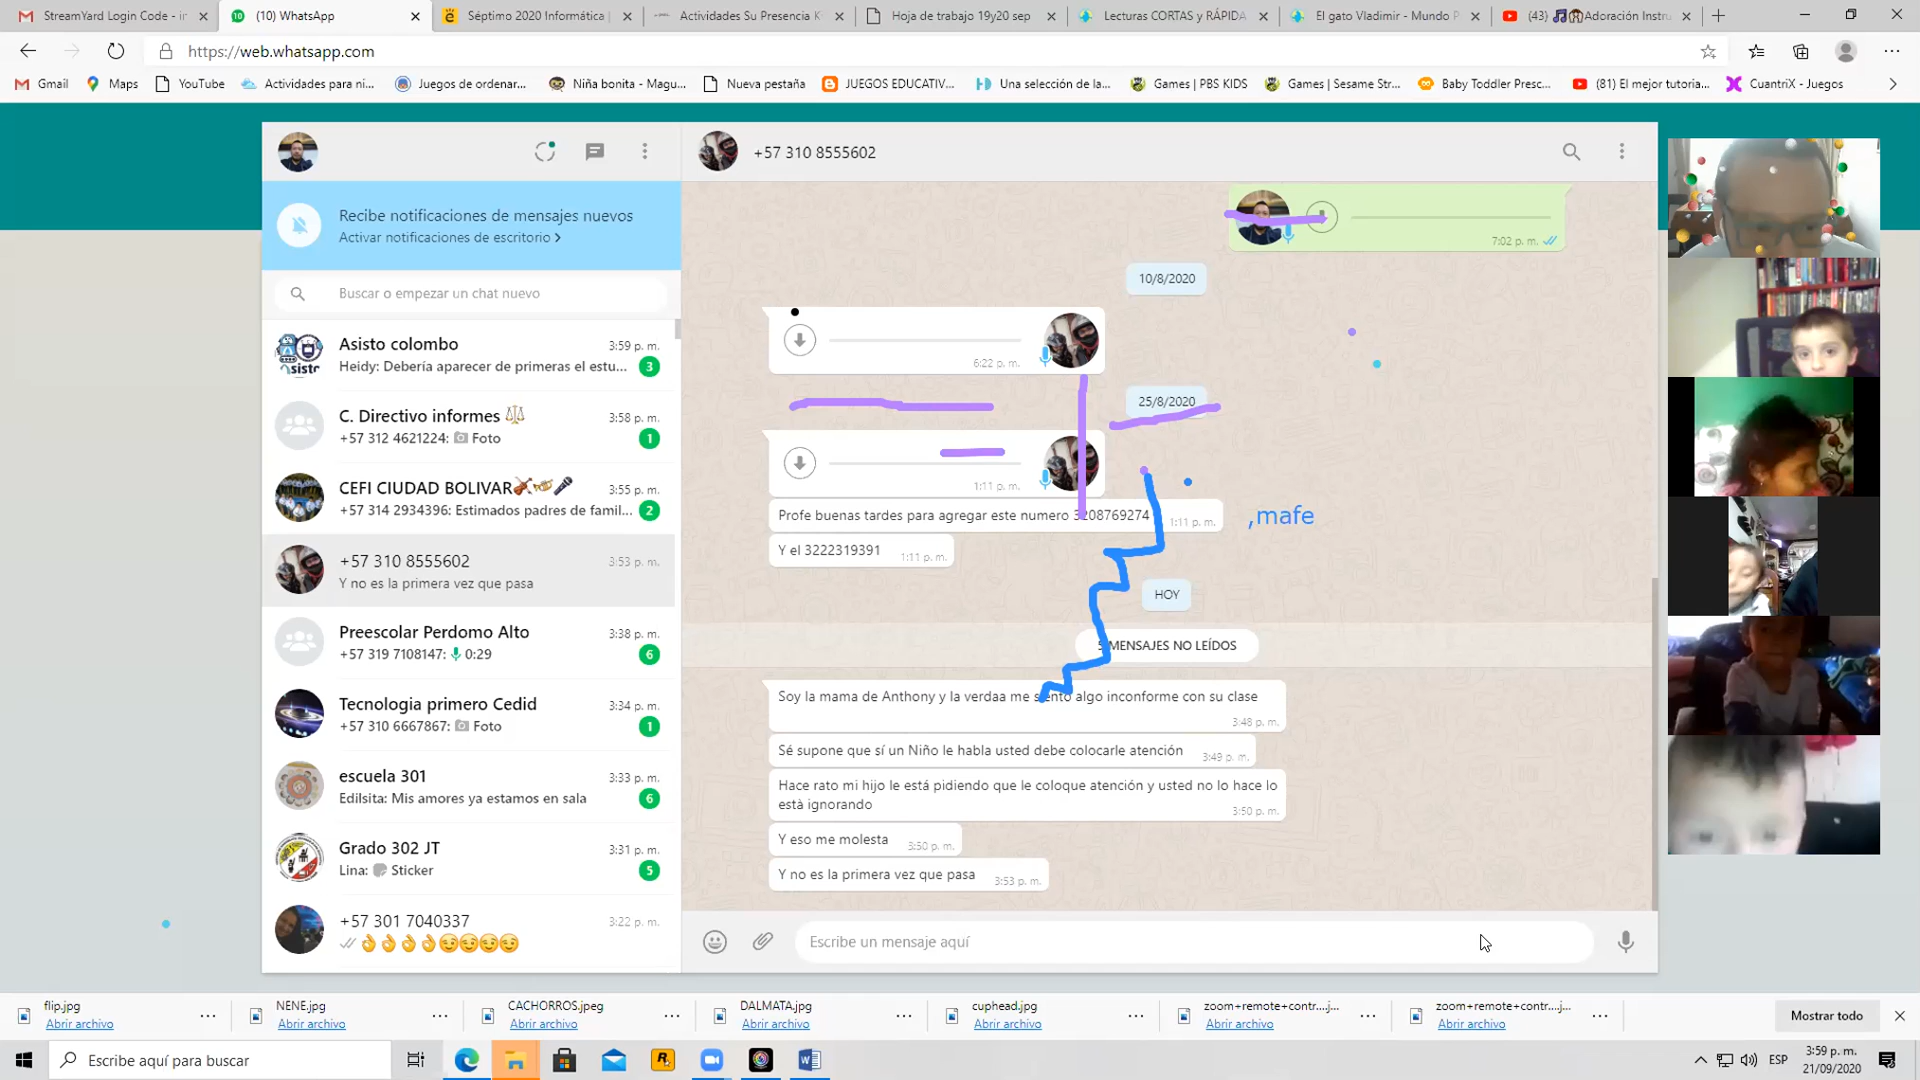 StreamYard Login Code - in
(10) WhatsApp
Séptimo 2020 Informática |
Actividades Su Presencia K
Hoja de trabajo 19y20 sep
Lecturas CORTAS y RÁPIDA
El gato Vladimir - Mundo P
(43) Adoración Instru
https://web.whatsapp.com
Gmail
Maps
YouTube
Actividades para ni...
Juegos de ordenar...
Niña bonita - Magu...
Nueva pestaña
JUEGOS EDUCATIV...
Una selección de la...
Games | PBS KIDS
Games | Sesame Str...
Baby Toddler Presc...
(81) El mejor tutoria...
CuantriX - Juegos
+57 310 8555602
Recibe notificaciones de mensajes nuevos
Activar notificaciones de escritorio >
Buscar o empezar un chat nuevo
Asisto colombo 3:59 p. m.
Heidy: Debería aparecer de primeras el estu... 3
C. Directivo informes ⚖️ 3:58 p. m.
+57 312 4621224: 📷 Foto 1
CEFI CIUDAD BOLIVAR🎻🎺🎤 3:55 p. m.
+57 314 2934396: Estimados padres de famil... 2
+57 310 8555602 3:53 p. m.
Y no es la primera vez que pasa
Preescolar Perdomo Alto 3:38 p. m.
+57 319 7108147: 0:29 6
Tecnologia primero Cedid 3:34 p. m.
+57 310 6667867: 📷 Foto 1
escuela 301 3:33 p. m.
Edilsita: Mis amores ya estamos en sala 6
Grado 302 JT 3:31 p. m.
Lina: Sticker 5
+57 301 7040337 3:22 p. m.
👌👌👌👌😏😏😏😏
7:02 p. m.
10/8/2020
6:22 p. m.
25/8/2020
1:11 p. m.
Profe buenas tardes para agregar este numero 3208769274 1:11 p. m.
,mafe
Y el 3222319391 1:11 p. m.
HOY
5 MENSAJES NO LEÍDOS
Soy la mama de Anthony y la verdaa me siento algo inconforme con su clase
3:48 p. m.
Sé supone que sí un Niño le habla usted debe colocarle atención 3:49 p. m.
Hace rato mi hijo le está pidiendo que le coloque atención y usted no lo hace lo
està ignorando 3:50 p. m.
Y eso me molesta 3:50 p. m.
Y no es la primera vez que pasa 3:53 p. m.
Escribe un mensaje aquí
flip.jpg
Abrir archivo
NENE.jpg
Abrir archivo
CACHORROS.jpeg
Abrir archivo
DALMATA.jpg
Abrir archivo
cuphead.jpg
Abrir archivo
zoom+remote+contr....j...
Abrir archivo
zoom+remote+contr....j...
Abrir archivo
Mostrar todo
Escribe aquí para buscar
ESP
3:59 p. m.
21/09/2020